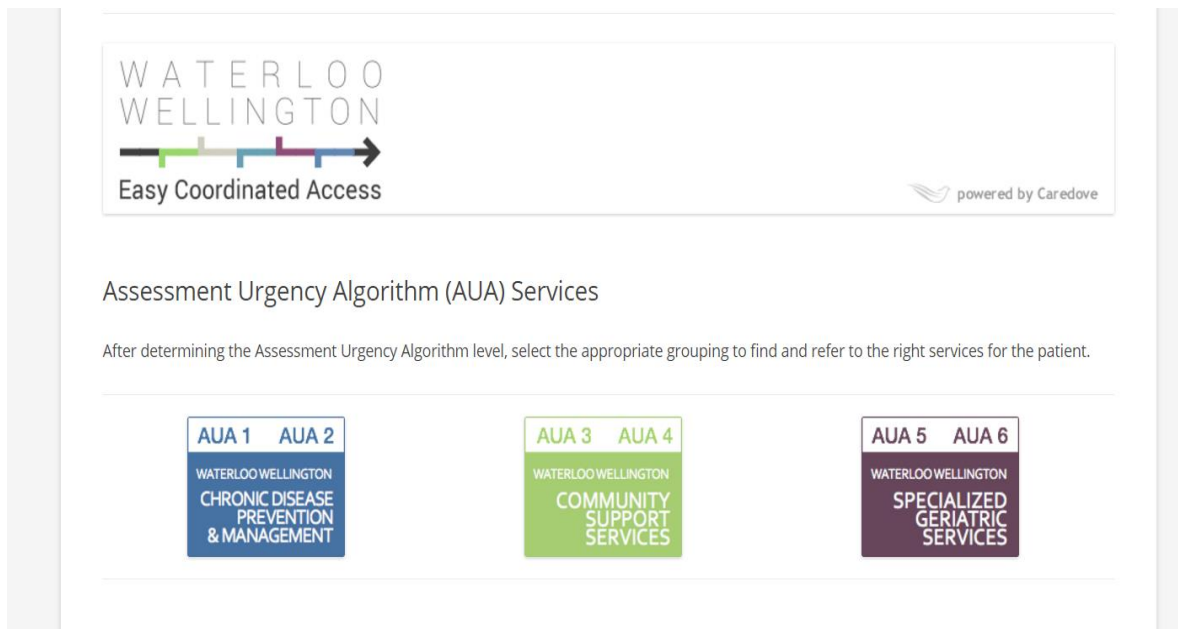 WATERLOO
WELLINGTON
Easy Coordinated Access
powered by Caredove
Assessment Urgency Algorithm (AUA) Services
After determining the Assessment Urgency Algorithm level, select the appropriate grouping to find and refer to the right services for the patient.
AUA 1 AUA 2
WATERLOO WELLINGTON
CHRONIC DISEASE
PREVENTION
& MANAGEMENT
AUA 3 AUA 4
WATERLOO WELLINGTON
COMMUNITY
SUPPORT
SERVICES
AUA 5 AUA 6
WATERLOO WELLINGTON
SPECIALIZED
GERIATRIC
SERVICES